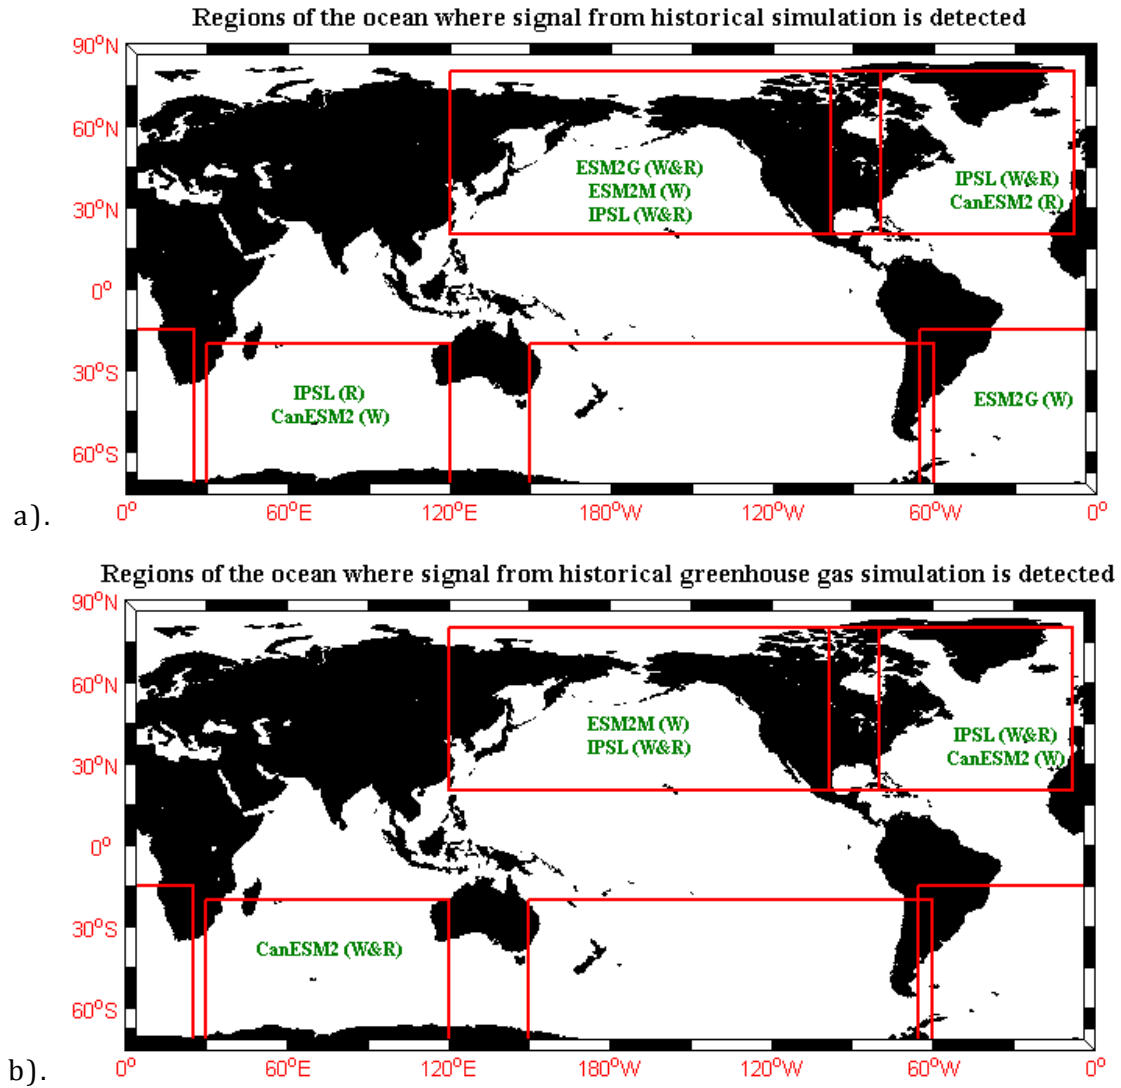 Regions of the ocean where signal from historical simulation is detected
90°N
60°N
30°N
0°
30°S
60°S
ESM2G (W&R)
ESM2M (W)
IPSL (W&R)
IPSL (W&R)
CanESM2 (R)
IPSL (R)
CanESM2 (W)
ESM2G (W)
a).
0° 60°E 120°E 180°W 120°W 60°W 0°
Regions of the ocean where signal from historical greenhouse gas simulation is detected
90°N
60°N
30°N
0°
30°S
60°S
ESM2M (W)
IPSL (W&R)
IPSL (W&R)
CanESM2 (W)
CanESM2 (W&R)
b).
0° 60°E 120°E 180°W 120°W 60°W 0°